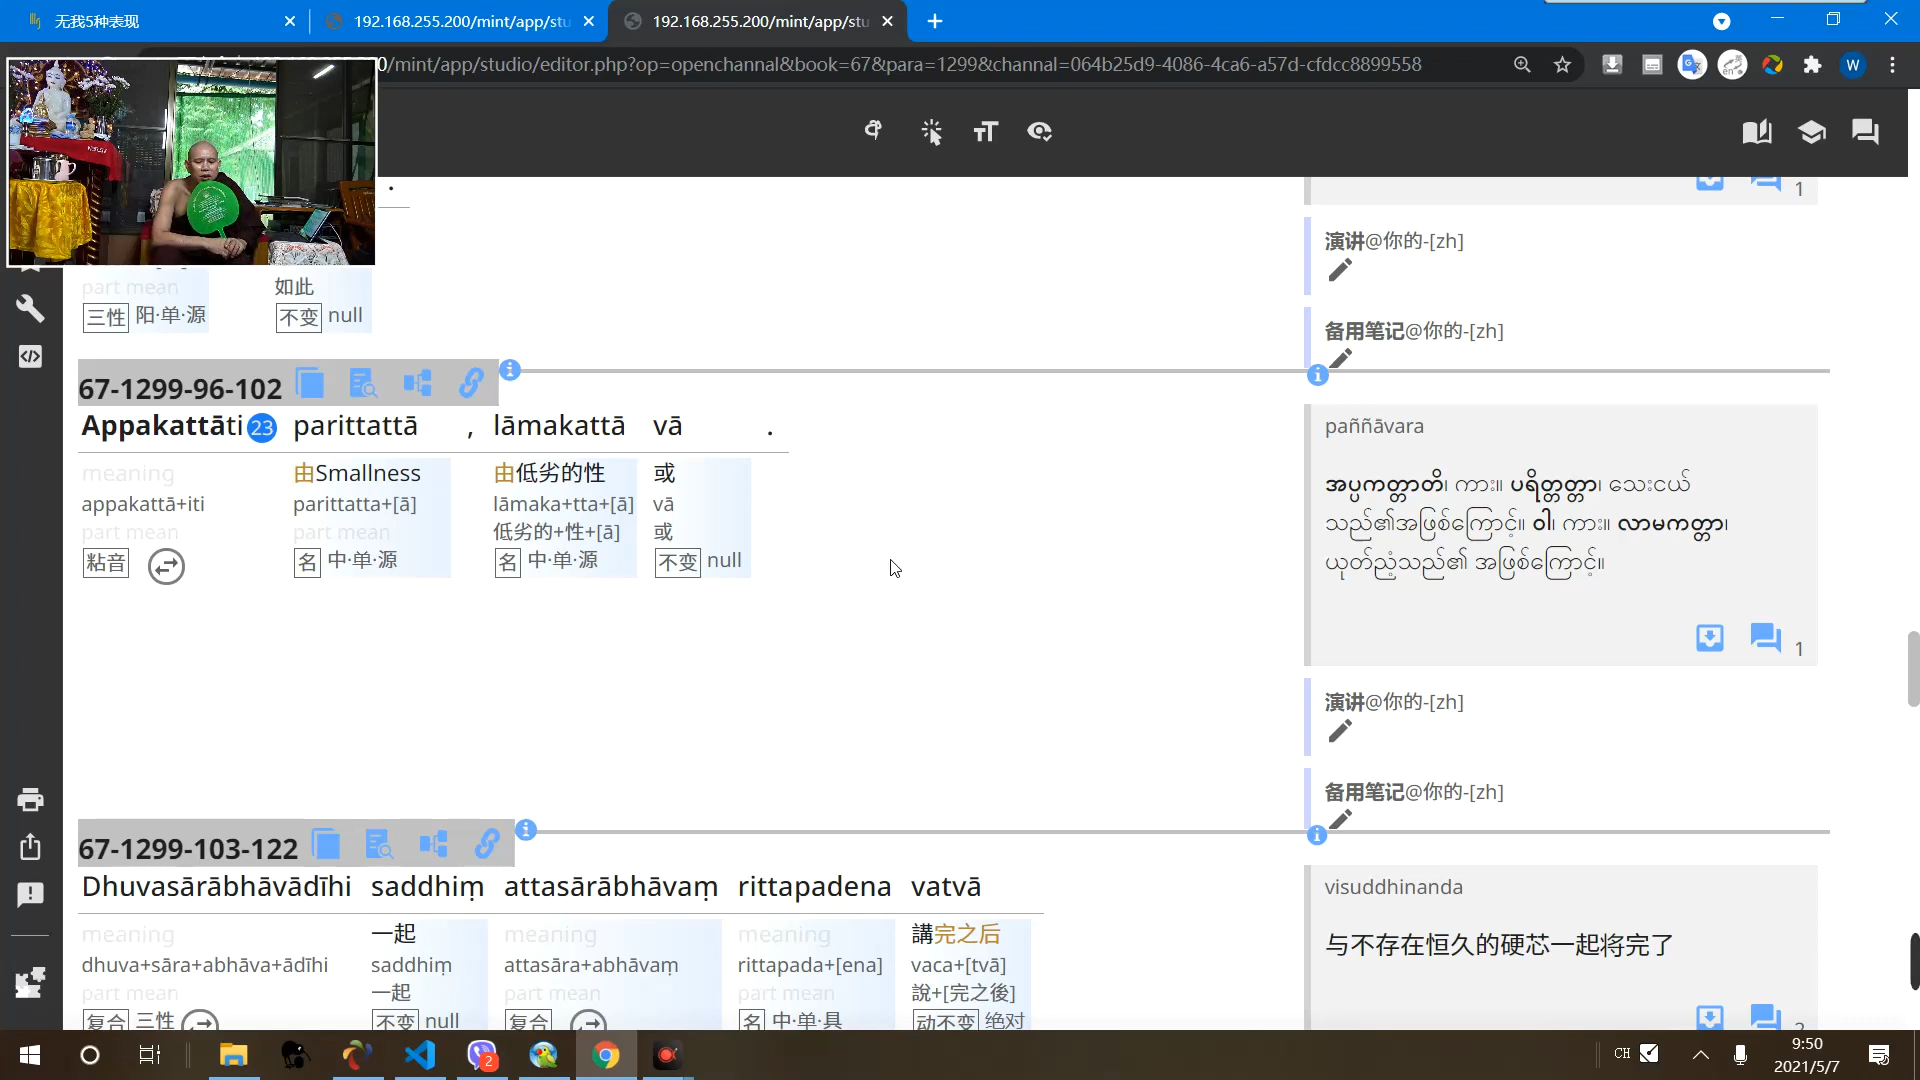 无我5种表现
192.168.255.200/mint/app/stu
192.168.255.200/mint/app/stu
0/mint/app/studio/editor.php?op=openchannal&book=67&para=1299&channal=064b25d9-4086-4ca6-a57d-cfdcc8899558
W
.
1
演讲@你的-[zh]
part mean 如此
三性 阳·单·源 不变 null
备用笔记@你的-[zh]
67-1299-96-102
Appakattāti 23 parittattā , lāmakattā vā .
meaning 由Smallness 由低劣的性 或
appakattā+iti parittatta+[ā] lāmaka+tta+[ā] vā
part mean part mean 低劣的+性+[ā] 或
粘音 名 中·单·源 名 中·单·源 不变 null
paññāvara
အပ္ပကတ္တာတိ၊ ကား။ ပရိတ္တတ္တာ၊ သေးငယ်
သည်၏အဖြစ်ကြောင့်။ ဝါ၊ ကား။ လာမကတ္တာ၊
ယုတ်ညံ့သည်၏ အဖြစ်ကြောင့်။
1
演讲@你的-[zh]
备用笔记@你的-[zh]
67-1299-103-122
Dhuvasārābhāvādīhi saddhiṃ attasārābhāvaṃ rittapadena vatvā
meaning 一起 meaning meaning 講完之后
dhuva+sāra+abhāva+ādīhi saddhiṃ attasāra+abhāvaṃ rittapada+[ena] vaca+[tvā]
part mean 一起 part mean part mean 說+[完之後]
复合 三性 不变 null 复合 名 中·单·具 动不变 绝对
visuddhinanda
与不存在恒久的硬芯一起将完了
2
2
CH
9:50
2021/5/7